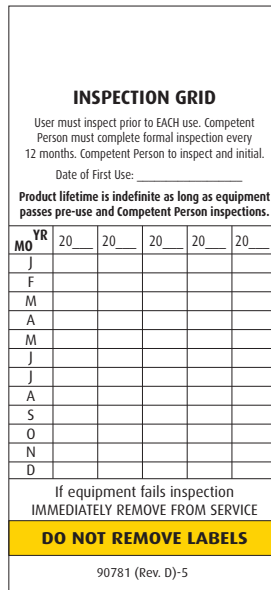 INSPECTION GRID
User must inspect prior to EACH use. Competent
Person must complete formal inspection every
12 months. Competent Person to inspect and initial.
Date of First Use: ___________________
Product lifetime is indefinite as long as equipment
passes pre-use and Competent Person inspections.
YR
MO 20___ 20___ 20___ 20___ 20___
J
F
M
A
M
J
J
A
S
O
N
D
If equipment fails inspection
IMMEDIATELY REMOVE FROM SERVICE
DO NOT REMOVE LABELS
90781 (Rev. D)-5